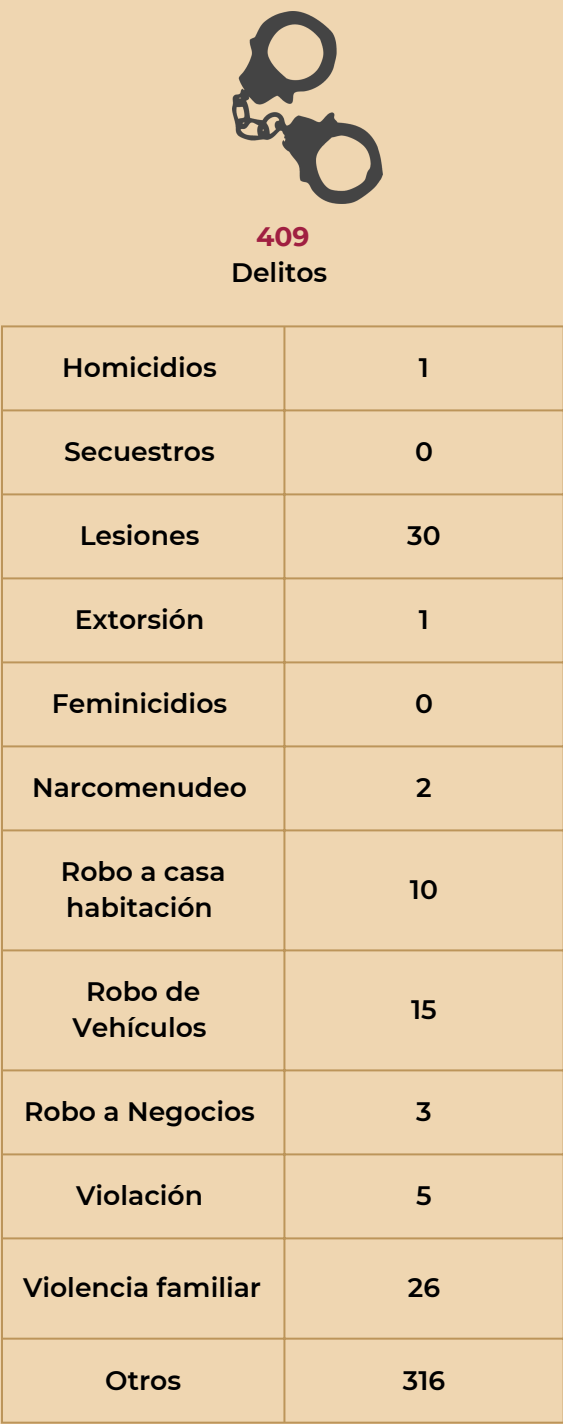 409
Delitos
Homicidios 1
Secuestros 0
Lesiones 30
Extorsión 1
Feminicidios 0
Narcomenudeo 2
Robo a casa
habitación 10
Robo de
Vehículos 15
Robo a Negocios 3
Violación 5
Violencia familiar 26
Otros 316